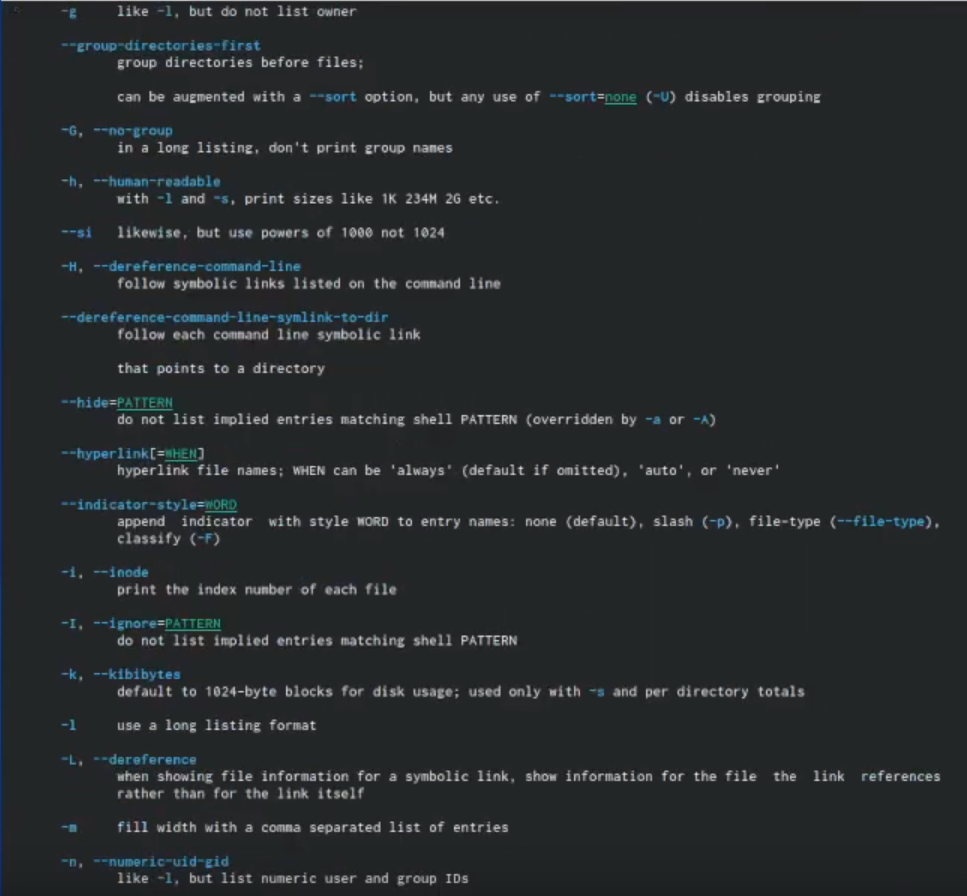 -g like -l, but do not list owner
--group-directories-first
group directories before files;
can be augmented with a --sort option, but any use of --sort=none (-U) disables grouping
-G, --no-group
in a long listing, don't print group names
-h, --human-readable
with -l and -s, print sizes like 1K 234M 2G etc.
--si likewise, but use powers of 1000 not 1024
-H, --dereference-command-line
follow symbolic links listed on the command line
--dereference-command-line-symlink-to-dir
follow each command line symbolic link
that points to a directory
--hide=PATTERN
do not list implied entries matching shell PATTERN (overridden by -a or -A)
--hyperlink[=WHEN]
hyperlink file names; WHEN can be 'always' (default if omitted), 'auto', or 'never'
--indicator-style=WORD
append indicator with style WORD to entry names: none (default), slash (-p), file-type (--file-type),
classify (-F)
-i, --inode
print the index number of each file
-I, --ignore=PATTERN
do not list implied entries matching shell PATTERN
-k, --kibibytes
default to 1024-byte blocks for disk usage; used only with -s and per directory totals
-l use a long listing format
-L, --dereference
when showing file information for a symbolic link, show information for the file the link references
rather than for the link itself
-m fill width with a comma separated list of entries
-n, --numeric-uid-gid
like -l, but list numeric user and group IDs